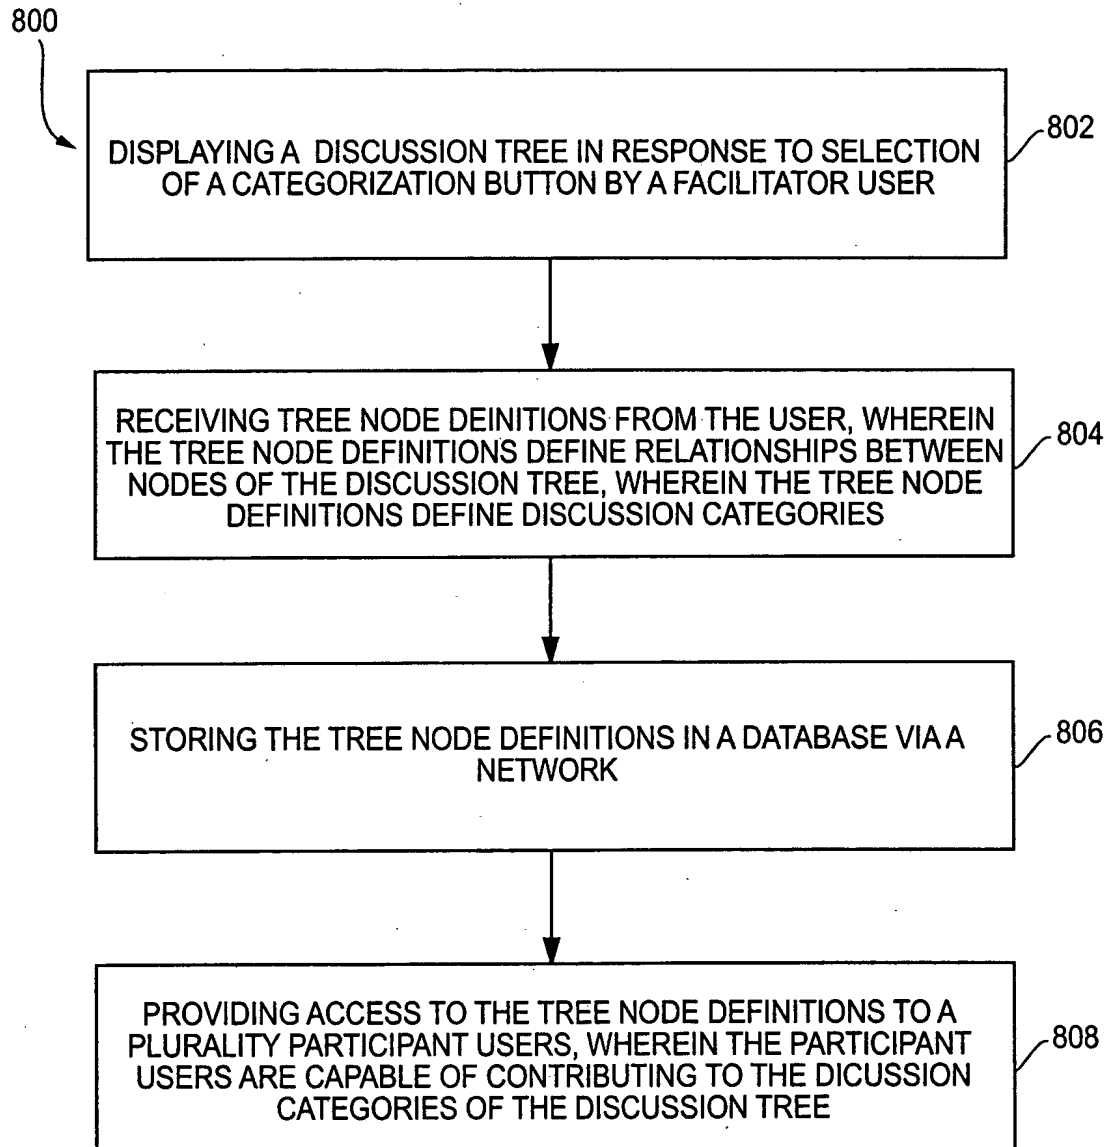 800
DISPLAYING A DISCUSSION TREE IN RESPONSE TO SELECTION
OF A CATEGORIZATION BUTTON BY A FACILITATOR USER
802
RECEIVING TREE NODE DEINITIONS FROM THE USER, WHEREIN
THE TREE NODE DEFINITIONS DEFINE RELATIONSHIPS BETWEEN
NODES OF THE DISCUSSION TREE, WHEREIN THE TREE NODE
DEFINITIONS DEFINE DISCUSSION CATEGORIES
804
STORING THE TREE NODE DEFINITIONS IN A DATABASE VIA A
NETWORK
806
PROVIDING ACCESS TO THE TREE NODE DEFINITIONS TO A
PLURALITY PARTICIPANT USERS, WHEREIN THE PARTICIPANT
USERS ARE CAPABLE OF CONTRIBUTING TO THE DICUSSION
CATEGORIES OF THE DISCUSSION TREE
808